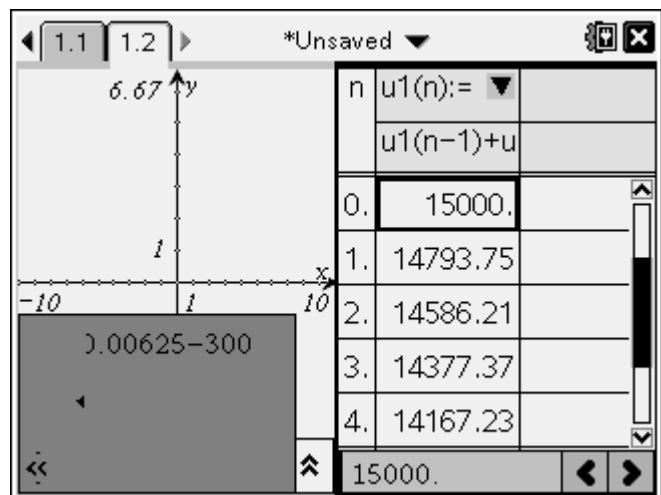 1.1 1.2 *Unsaved
6.67 y
1
x
-10 1 10
0.00625-300
n u1(n):=
u1(n-1)+u
0. 15000.
1. 14793.75
2. 14586.21
3. 14377.37
4. 14167.23
15000.